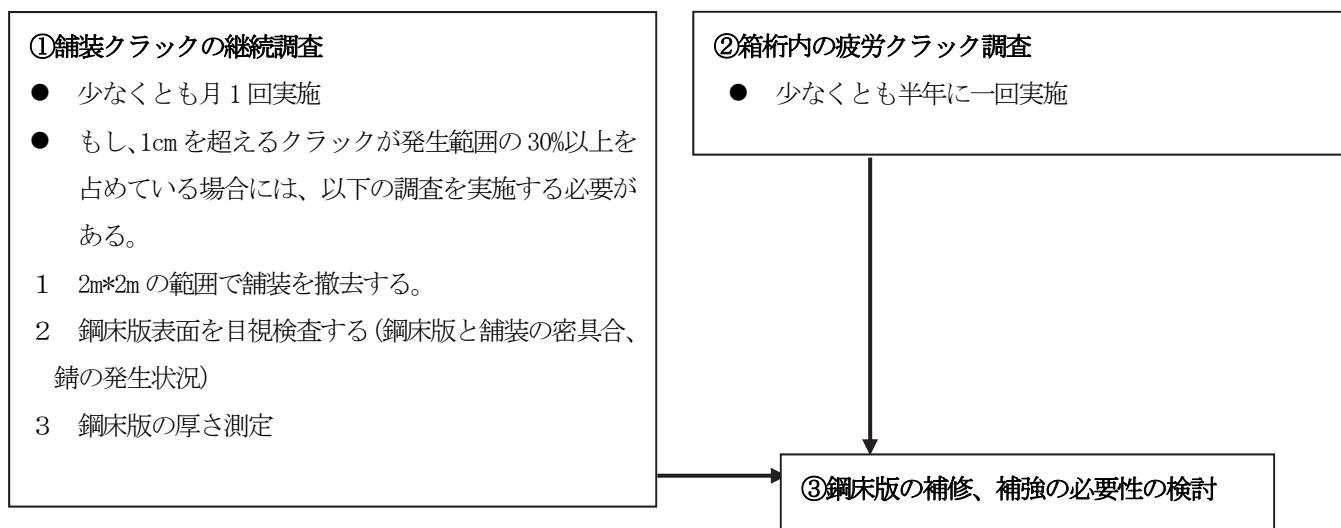 ①舗装クラックの継続調査
● 少なくとも月1回実施
● もし、1cmを超えるクラックが発生範囲の30%以上を
占めている場合には、以下の調査を実施する必要が
ある。
1 2m*2mの範囲で舗装を撤去する。
2 鋼床版表面を目視検査する(鋼床版と舗装の密具合、
錆の発生状況)
3 鋼床版の厚さ測定
②箱桁内の疲労クラック調査
● 少なくとも半年に一回実施
③鋼床版の補修、補強の必要性の検討